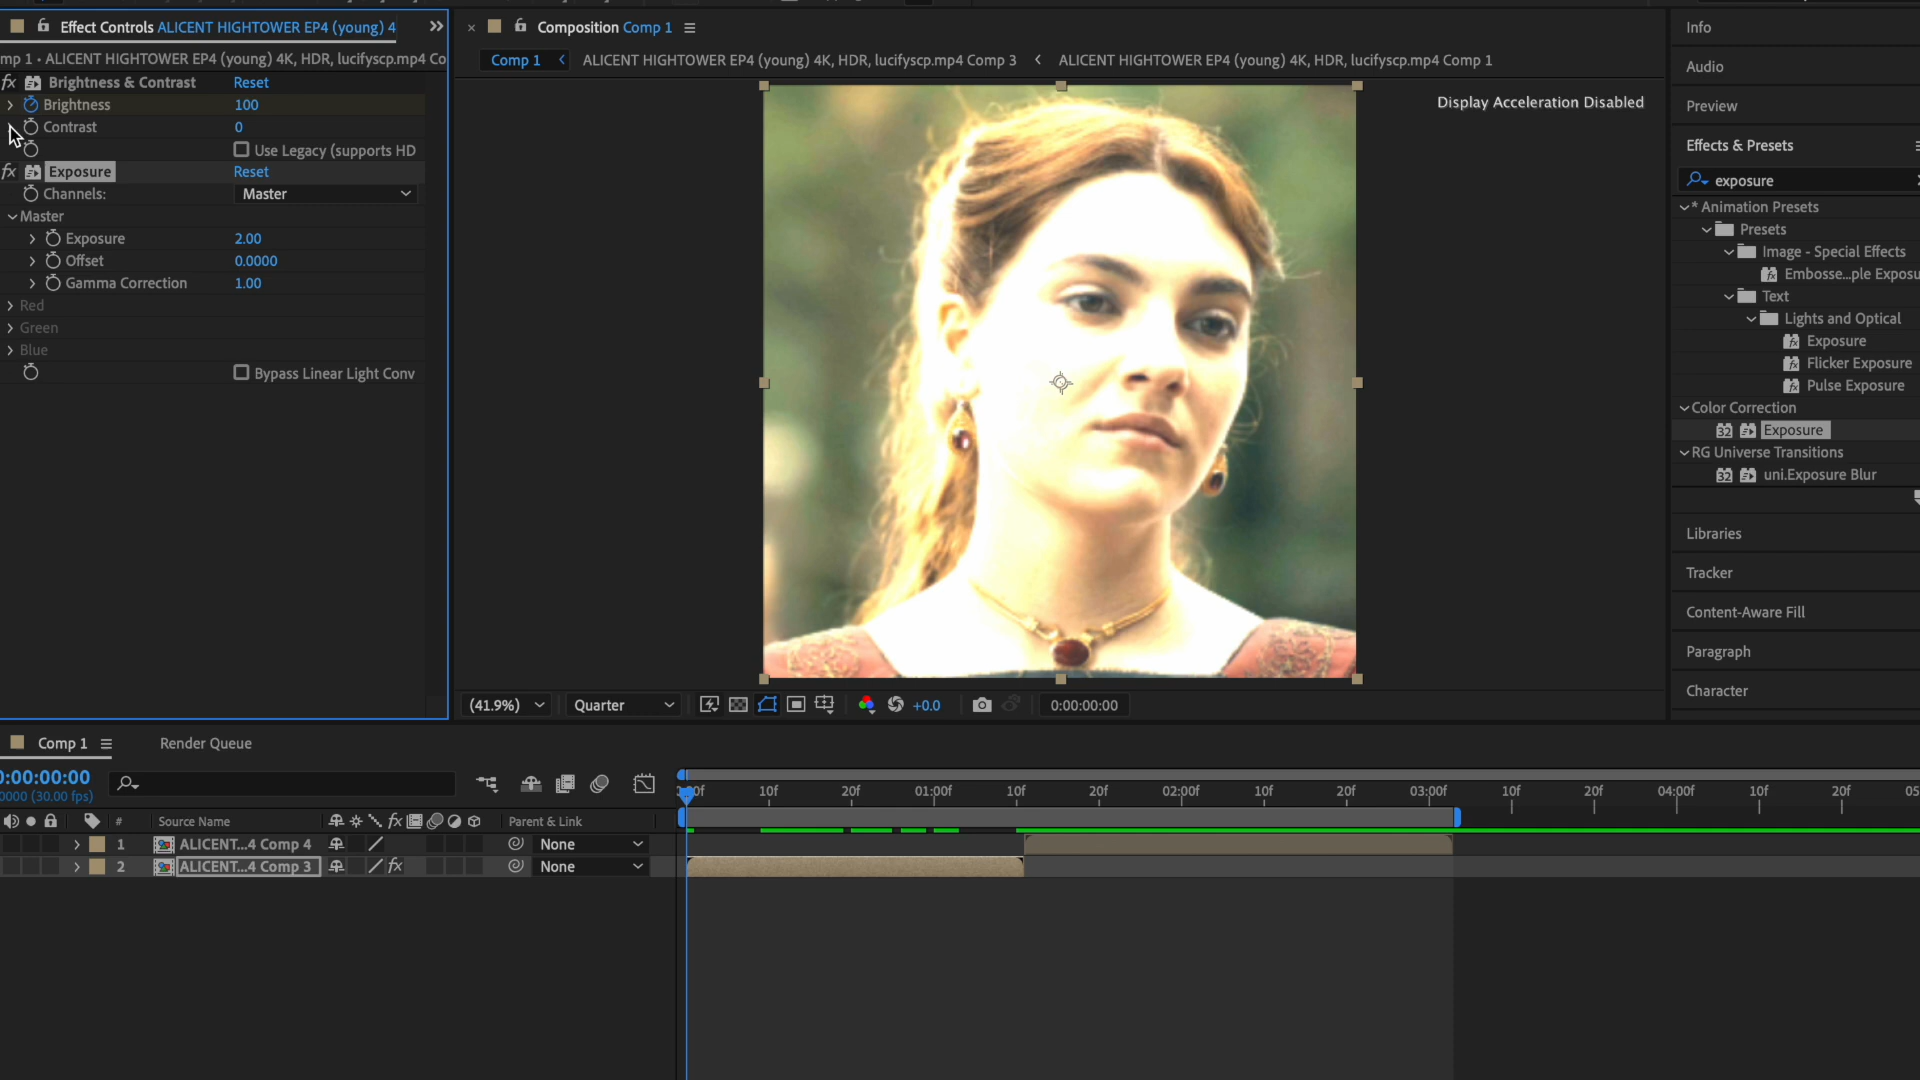 Effect Controls ALICENT HIGHTOWER EP4 (young) 4
mp 1 • ALICENT HIGHTOWER EP4 (young) 4K, HDR, lucifyscp.mp4 Co
fx Brightness & Contrast Reset
Brightness 100
Contrast 0
Use Legacy (supports HD
fx Exposure Reset
Channels: Master
Master
Exposure 2.00
Offset 0.0000
Gamma Correction 1.00
Red
Green
Blue
Bypass Linear Light Conv
Composition Comp 1
Comp 1 ALICENT HIGHTOWER EP4 (young) 4K, HDR, lucifyscp.mp4 Comp 3 ALICENT HIGHTOWER EP4 (young) 4K, HDR, lucifyscp.mp4 Comp 1
Display Acceleration Disabled
(41.9%) Quarter +0.0 0:00:00:00
Info
Audio
Preview
Effects & Presets
exposure
* Animation Presets
Presets
Image - Special Effects
Embosse...ple Exposu
Text
Lights and Optical
Exposure
Flicker Exposure
Pulse Exposure
Color Correction
32 Exposure
RG Universe Transitions
32 uni.Exposure Blur
Libraries
Tracker
Content-Aware Fill
Paragraph
Character
Comp 1 Render Queue
0:00:00:00
0000 (30.00 fps)
10f 20f 01:00f 10f 20f 02:00f 10f 20f 03:00f 10f 20f 04:00f 10f 20f 05
# Source Name fx Parent & Link
1 ALICENT...4 Comp 4 None
2 ALICENT...4 Comp 3 fx None